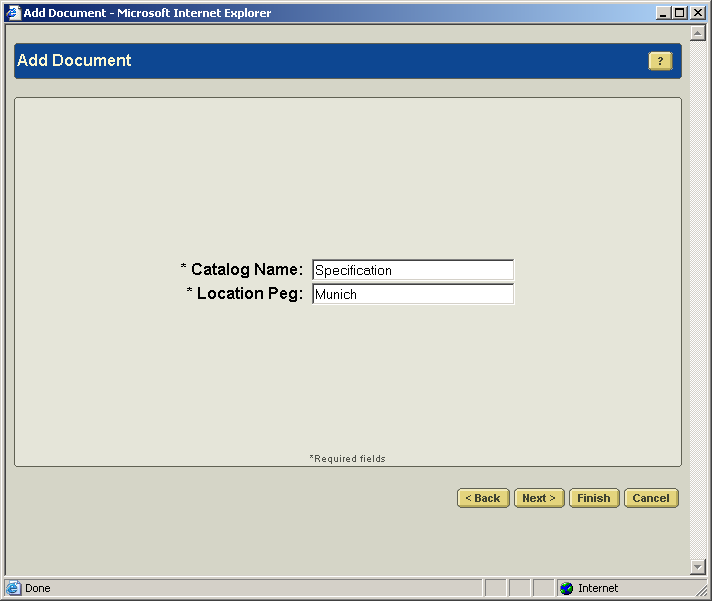 Add Document - Microsoft Internet Explorer
Add Document
?
* Catalog Name: Specification
* Location Peg: Munich
*Required fields
< Back Next > Finish Cancel
Done Internet